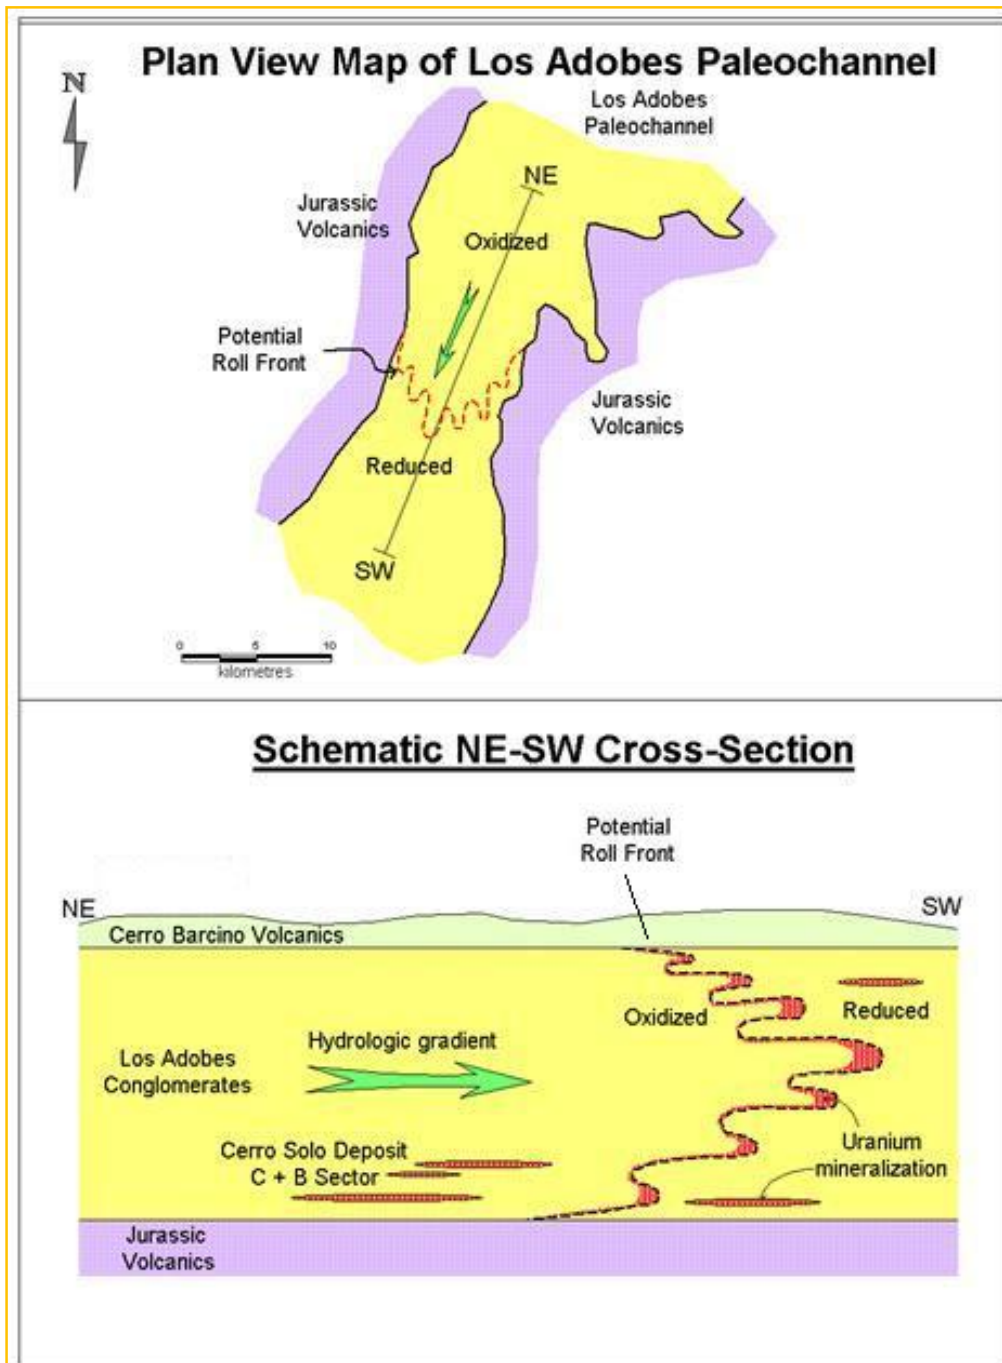 Plan View Map of Los Adobes Paleochannel
N
Los Adobes
Paleochannel
NE
Jurassic
Volcanics
Oxidized
Potential
Roll Front
Jurassic
Volcanics
Reduced
SW
0 5 10
kilometres
Schematic NE-SW Cross-Section
Potential
Roll Front
NE
SW
Cerro Barcino Volcanics
Oxidized
Reduced
Hydrologic gradient
Los Adobes
Conglomerates
Cerro Solo Deposit
C + B Sector
Uranium
mineralization
Jurassic
Volcanics